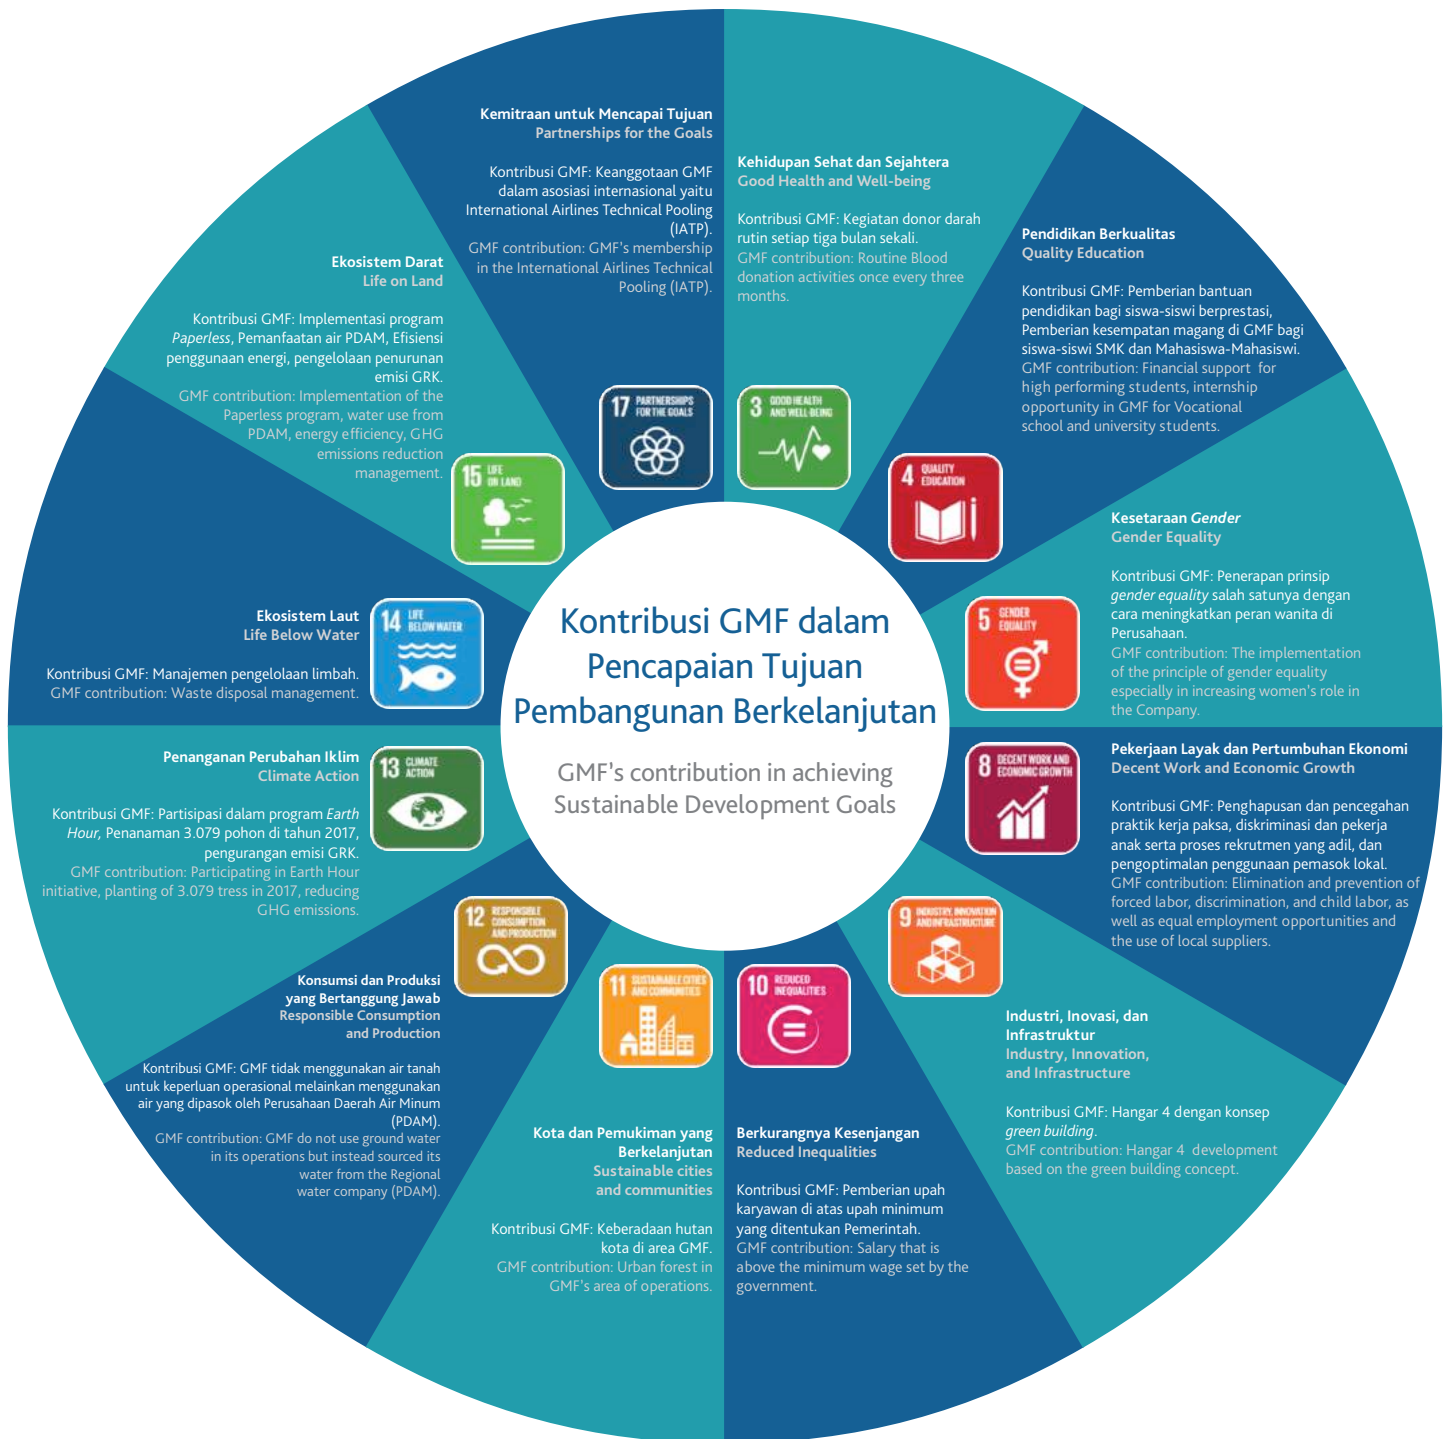 Kontribusi GMF dalam
Pencapaian Tujuan
Pembangunan Berkelanjutan
GMF's contribution in achieving
Sustainable Development Goals
Kehidupan Sehat dan Sejahtera
Good Health and Well-being
Kontribusi GMF: Kegiatan donor darah
rutin setiap tiga bulan sekali.
GMF contribution: Routine Blood
donation activities once every three
months.
3 GOOD HEALTH
AND WELL-BEING
Pendidikan Berkualitas
Quality Education
Kontribusi GMF: Pemberian bantuan
pendidikan bagi siswa-siswi berprestasi,
Pemberian kesempatan magang di GMF bagi
siswa-siswi SMK dan Mahasiswa-Mahasiswi.
GMF contribution: Financial support for
high performing students, internship
opportunity in GMF for Vocational
school and university students.
4 QUALITY
EDUCATION
Kesetaraan Gender
Gender Equality
Kontribusi GMF: Penerapan prinsip
gender equality salah satunya dengan
cara meningkatkan peran wanita di
Perusahaan.
GMF contribution: The implementation
of the principle of gender equality
especially in increasing women's role in
the Company.
5 GENDER
EQUALITY
Pekerjaan Layak dan Pertumbuhan Ekonomi
Decent Work and Economic Growth
Kontribusi GMF: Penghapusan dan pencegahan
praktik kerja paksa, diskriminasi dan pekerja
anak serta proses rekrutmen yang adil, dan
pengoptimalan penggunaan pemasok lokal.
GMF contribution: Elimination and prevention of
forced labor, discrimination, and child labor, as
well as equal employment opportunities and
the use of local suppliers.
8 DECENT WORK AND
ECONOMIC GROWTH
Industri, Inovasi, dan
Infrastruktur
Industry, Innovation,
and Infrastructure
Kontribusi GMF: Hangar 4 dengan konsep
green building.
GMF contribution: Hangar 4 development
based on the green building concept.
9 INDUSTRY, INNOVATION
AND INFRASTRUCTURE
Berkurangnya Kesenjangan
Reduced Inequalities
Kontribusi GMF: Pemberian upah
karyawan di atas upah minimum
yang ditentukan Pemerintah.
GMF contribution: Salary that is
above the minimum wage set by the
government.
10 REDUCED
INEQUALITIES
Kota dan Pemukiman yang
Berkelanjutan
Sustainable cities
and communities
Kontribusi GMF: Keberadaan hutan
kota di area GMF.
GMF contribution: Urban forest in
GMF's area of operations.
11 SUSTAINABLE CITIES
AND COMMUNITIES
Konsumsi dan Produksi
yang Bertanggung Jawab
Responsible Consumption
and Production
Kontribusi GMF: GMF tidak menggunakan air tanah
untuk keperluan operasional melainkan menggunakan
air yang dipasok oleh Perusahaan Daerah Air Minum
(PDAM).
GMF contribution: GMF do not use ground water
in its operations but instead sourced its
water from the Regional
water company (PDAM).
12 RESPONSIBLE
CONSUMPTION
AND PRODUCTION
Penanganan Perubahan Iklim
Climate Action
Kontribusi GMF: Partisipasi dalam program Earth
Hour, Penanaman 3.079 pohon di tahun 2017,
pengurangan emisi GRK.
GMF contribution: Participating in Earth Hour
initiative, planting of 3.079 tress in 2017, reducing
GHG emissions.
13 CLIMATE
ACTION
Ekosistem Laut
Life Below Water
Kontribusi GMF: Manajemen pengelolaan limbah.
GMF contribution: Waste disposal management.
14 LIFE
BELOW WATER
Ekosistem Darat
Life on Land
Kontribusi GMF: Implementasi program
Paperless, Pemanfaatan air PDAM, Efisiensi
penggunaan energi, pengelolaan penurunan
emisi GRK.
GMF contribution: Implementation of the
Paperless program, water use from
PDAM, energy efficiency, GHG
emissions reduction
management.
15 LIFE
ON LAND
Kemitraan untuk Mencapai Tujuan
Partnerships for the Goals
Kontribusi GMF: Keanggotaan GMF
dalam asosiasi internasional yaitu
International Airlines Technical Pooling
(IATP).
GMF contribution: GMF's membership
in the International Airlines Technical
Pooling (IATP).
17 PARTNERSHIPS
FOR THE GOALS